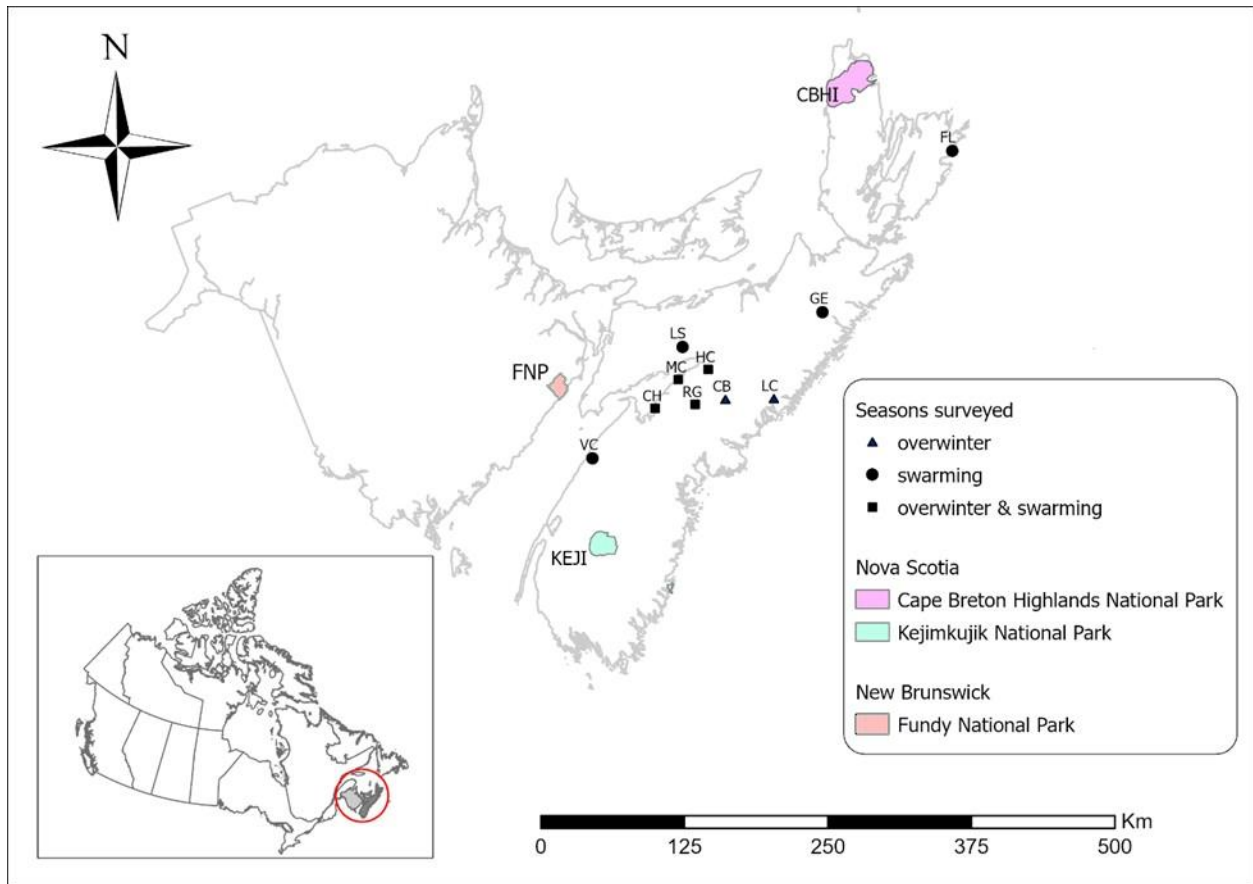 N
CBHI
FL
GE
LS
HC
MC
FNP
CB
LC
CH
RG
VC
KEJI
Seasons surveyed
overwinter
swarming
overwinter & swarming
Nova Scotia
Cape Breton Highlands National Park
Kejimkujik National Park
New Brunswick
Fundy National Park
Km
0 125 250 375 500